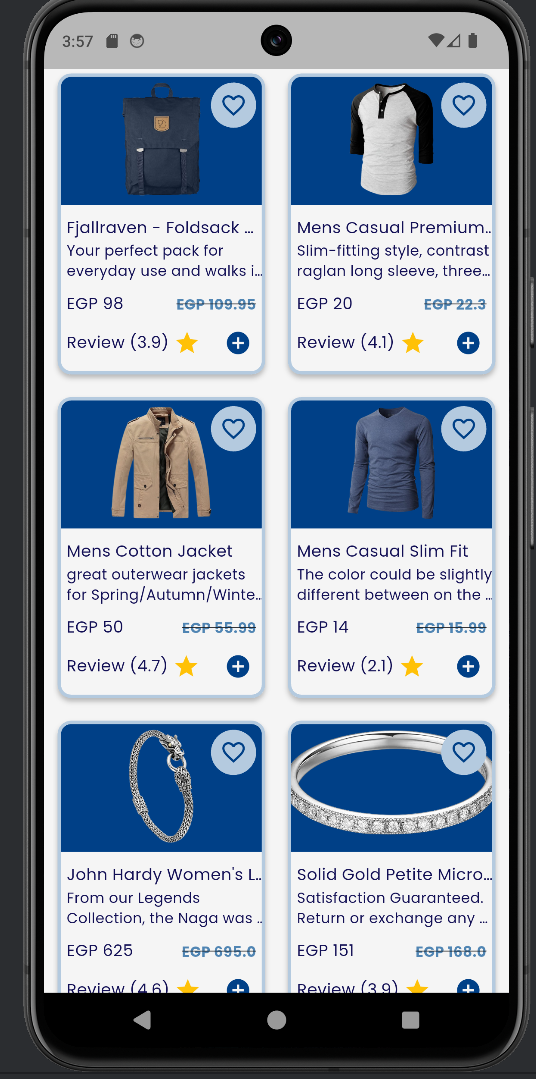 3:57
Fjallraven - Foldsack ...
Your perfect pack for
everyday use and walks i...
EGP 98 EGP 109.95
Review (3.9)
Mens Casual Premium...
Slim-fitting style, contrast
raglan long sleeve, three...
EGP 20 EGP 22.3
Review (4.1)
Mens Cotton Jacket
great outerwear jackets
for Spring/Autumn/Winte...
EGP 50 EGP 55.99
Review (4.7)
Mens Casual Slim Fit
The color could be slightly
different between on the ...
EGP 14 EGP 15.99
Review (2.1)
John Hardy Women's L...
From our Legends
Collection, the Naga was ...
EGP 625 EGP 695.0
Review (4.6)
Solid Gold Petite Micro...
Satisfaction Guaranteed.
Return or exchange any ...
EGP 151 EGP 168.0
Review (3.9)